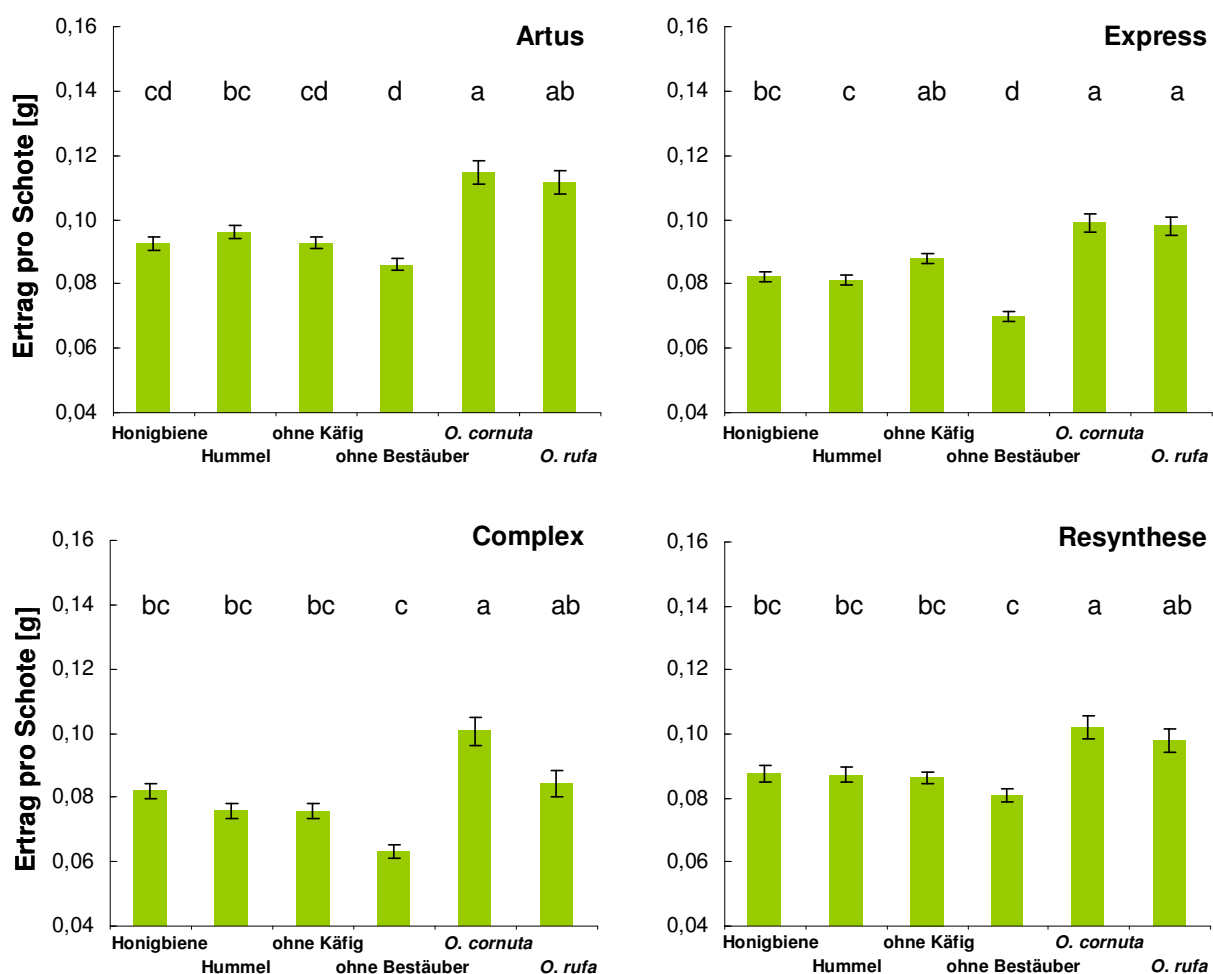 Artus
Ertrag pro Schote [g]
0,16
0,14
0,12
0,10
0,08
0,06
0,04
cd bc cd d a ab
Honigbiene ohne Käfig O. cornuta
Hummel ohne Bestäuber O. rufa
Express
0,16
0,14
0,12
0,10
0,08
0,06
0,04
bc c ab d a a
Honigbiene ohne Käfig O. cornuta
Hummel ohne Bestäuber O. rufa
Complex
Ertrag pro Schote [g]
0,16
0,14
0,12
0,10
0,08
0,06
0,04
bc bc bc c a ab
Honigbiene ohne Käfig O. cornuta
Hummel ohne Bestäuber O. rufa
Resynthese
0,16
0,14
0,12
0,10
0,08
0,06
0,04
bc bc bc c a ab
Honigbiene ohne Käfig O. cornuta
Hummel ohne Bestäuber O. rufa